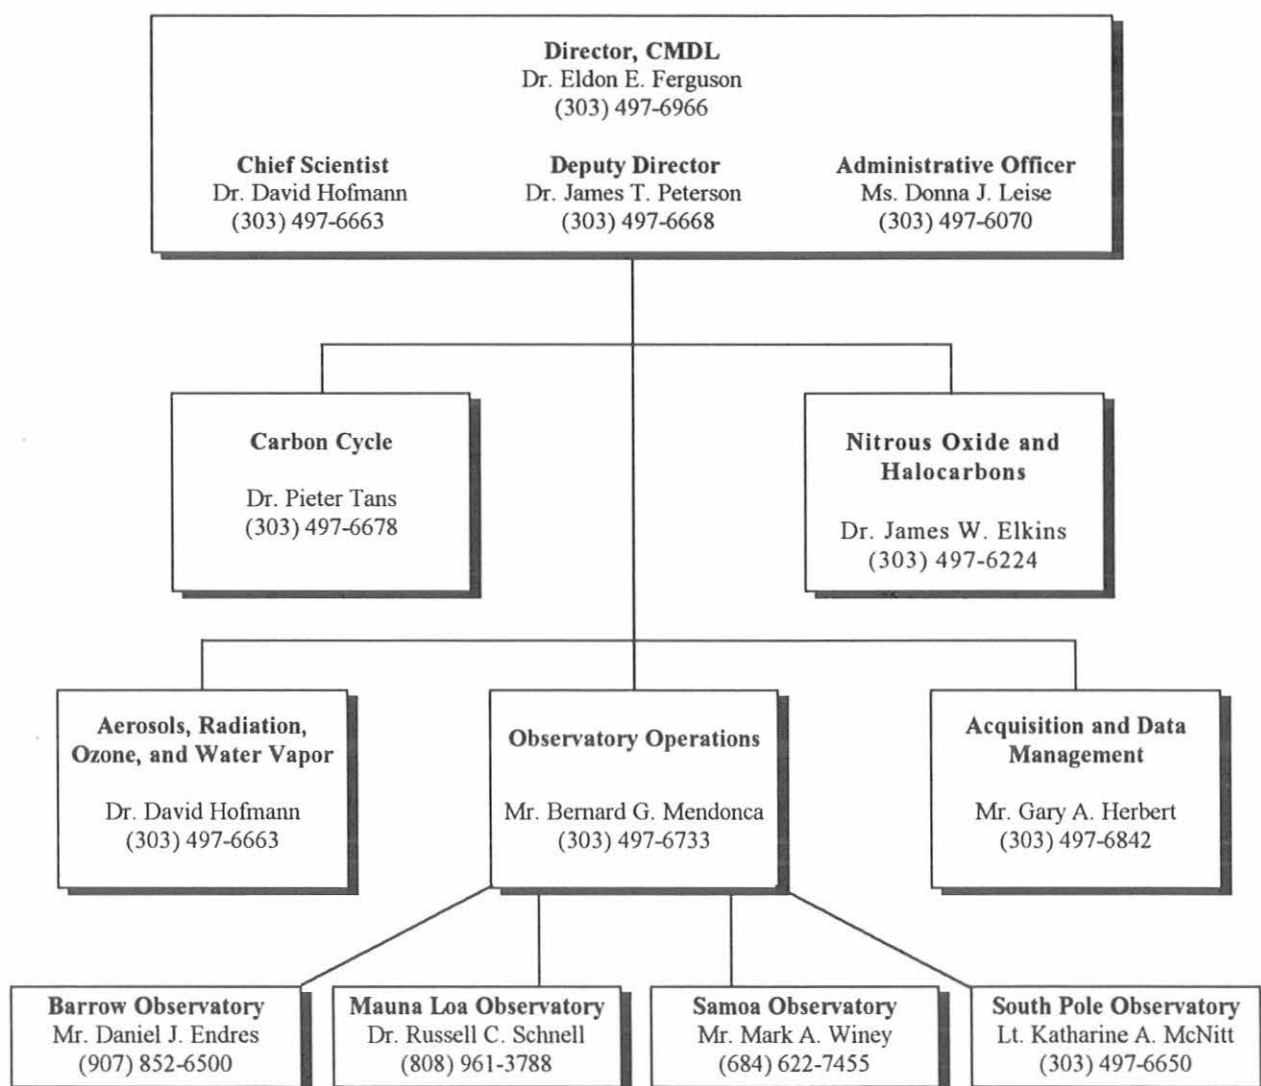 Director, CMDL
Dr. Eldon E. Ferguson
(303) 497-6966
Chief Scientist
Dr. David Hofmann
(303) 497-6663
Deputy Director
Dr. James T. Peterson
(303) 497-6668
Administrative Officer
Ms. Donna J. Leise
(303) 497-6070
Carbon Cycle
Dr. Pieter Tans
(303) 497-6678
Nitrous Oxide and
Halocarbons
Dr. James W. Elkins
(303) 497-6224
Aerosols, Radiation,
Ozone, and Water Vapor
Dr. David Hofmann
(303) 497-6663
Observatory Operations
Mr. Bernard G. Mendonca
(303) 497-6733
Acquisition and Data
Management
Mr. Gary A. Herbert
(303) 497-6842
Barrow Observatory
Mr. Daniel J. Endres
(907) 852-6500
Mauna Loa Observatory
Dr. Russell C. Schnell
(808) 961-3788
Samoa Observatory
Mr. Mark A. Winey
(684) 622-7455
South Pole Observatory
Lt. Katharine A. McNitt
(303) 497-6650